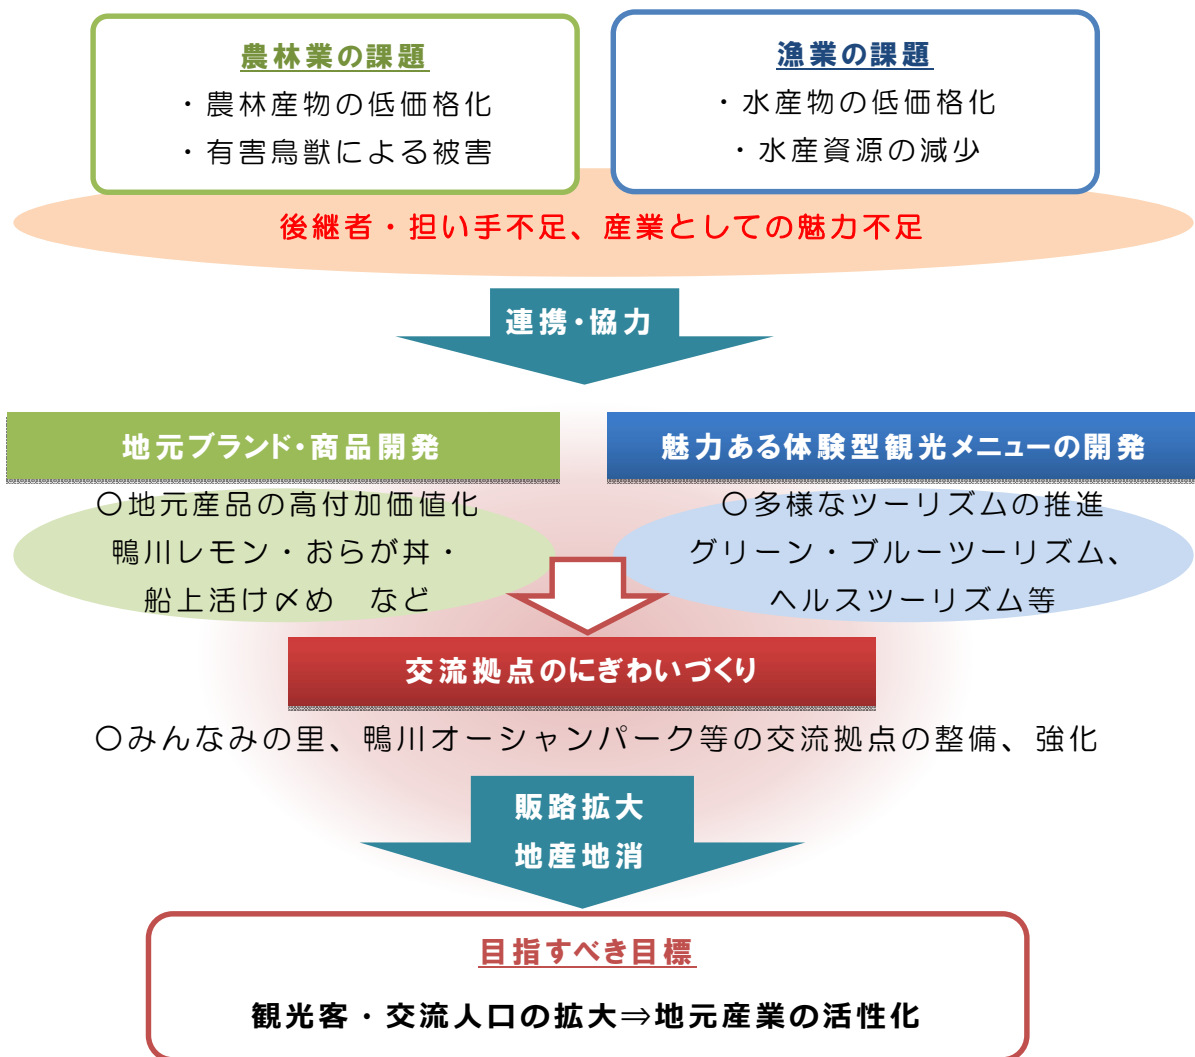 農林業の課題
・農林産物の低価格化
・有害鳥獣による被害
漁業の課題
・水産物の低価格化
・水産資源の減少
後継者・担い手不足、産業としての魅力不足
連携・協力
地元ブランド・商品開発
〇地元産品の高付加価値化
鴨川レモン・おらが丼・
船上活け〆め　など
魅力ある体験型観光メニューの開発
〇多様なツーリズムの推進
グリーン・ブルーツーリズム、
ヘルスツーリズム等
交流拠点のにぎわいづくり
〇みんなみの里、鴨川オーシャンパーク等の交流拠点の整備、強化
販路拡大
地産地消
目指すべき目標
観光客・交流人口の拡大⇒地元産業の活性化